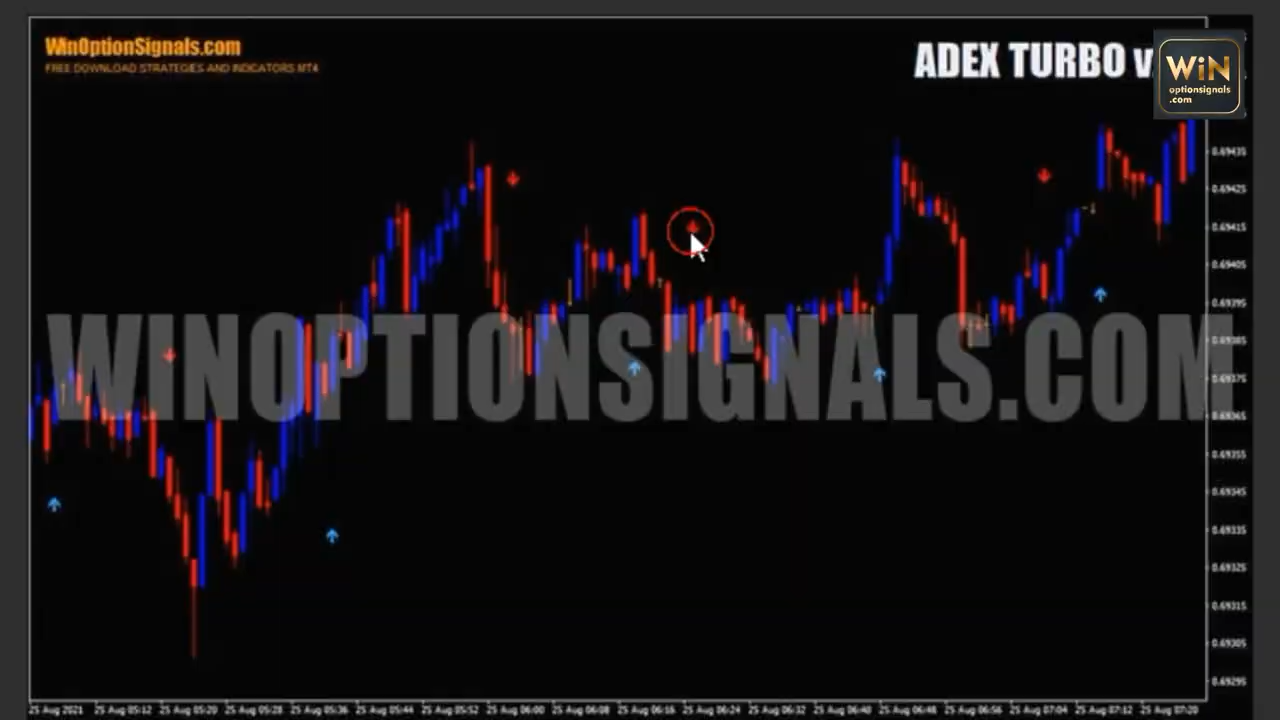 WinOptionSignals.com
FREE DOWNLOAD STRATEGIES AND INDICATORS MT4
ADEX TURBO v.
WiN
optionsignals
.com
0.69435
0.69425
0.69415
0.69405
0.69395
0.69385
0.69375
0.69365
0.69355
0.69345
0.69335
0.69325
0.69315
0.69305
0.69295
WINOPTIONSIGNALS.COM
25 Aug 2021 25 Aug 05:12 25 Aug 05:20 25 Aug 05:28 25 Aug 05:36 25 Aug 05:44 25 Aug 05:52 25 Aug 06:00 25 Aug 06:08 25 Aug 06:16 25 Aug 06:24 25 Aug 06:32 25 Aug 06:40 25 Aug 06:48 25 Aug 06:56 25 Aug 07:04 25 Aug 07:12 25 Aug 07:20